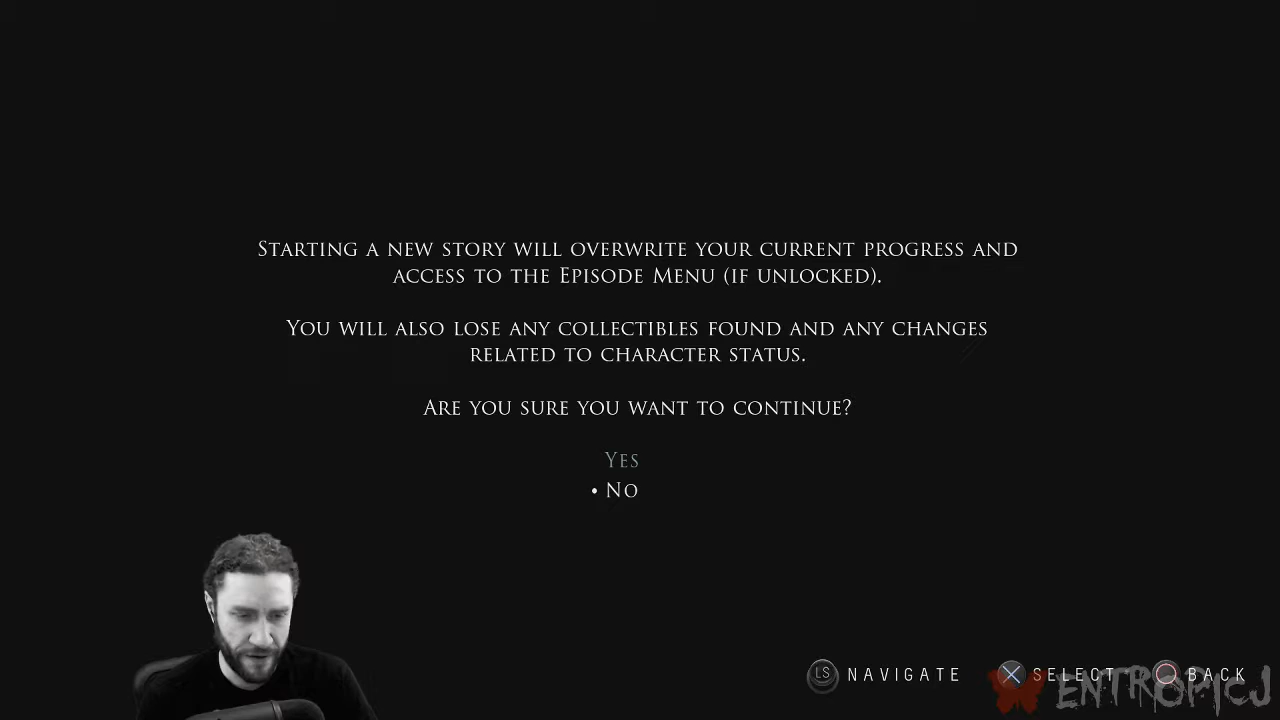 Starting a new story will overwrite your current progress and
access to the Episode Menu (if unlocked).
You will also lose any collectibles found and any changes
related to character status.
Are you sure you want to continue?
Yes
• No
LS NAVIGATE SELECT BACK
ENTROPICJ